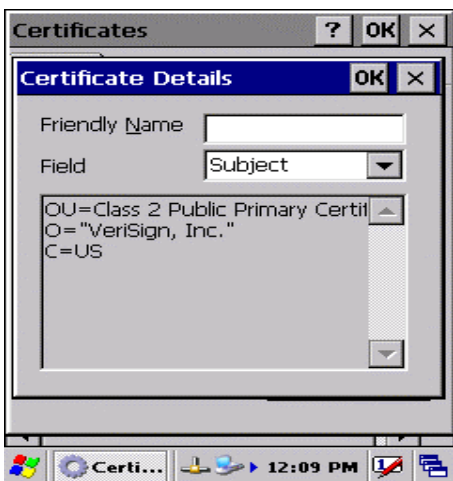 Certificates ? OK ×
Certificate Details OK ×
Friendly Name
Field Subject
OU=Class 2 Public Primary Certif
O="VeriSign, Inc."
C=US
Certi... 12:09 PM